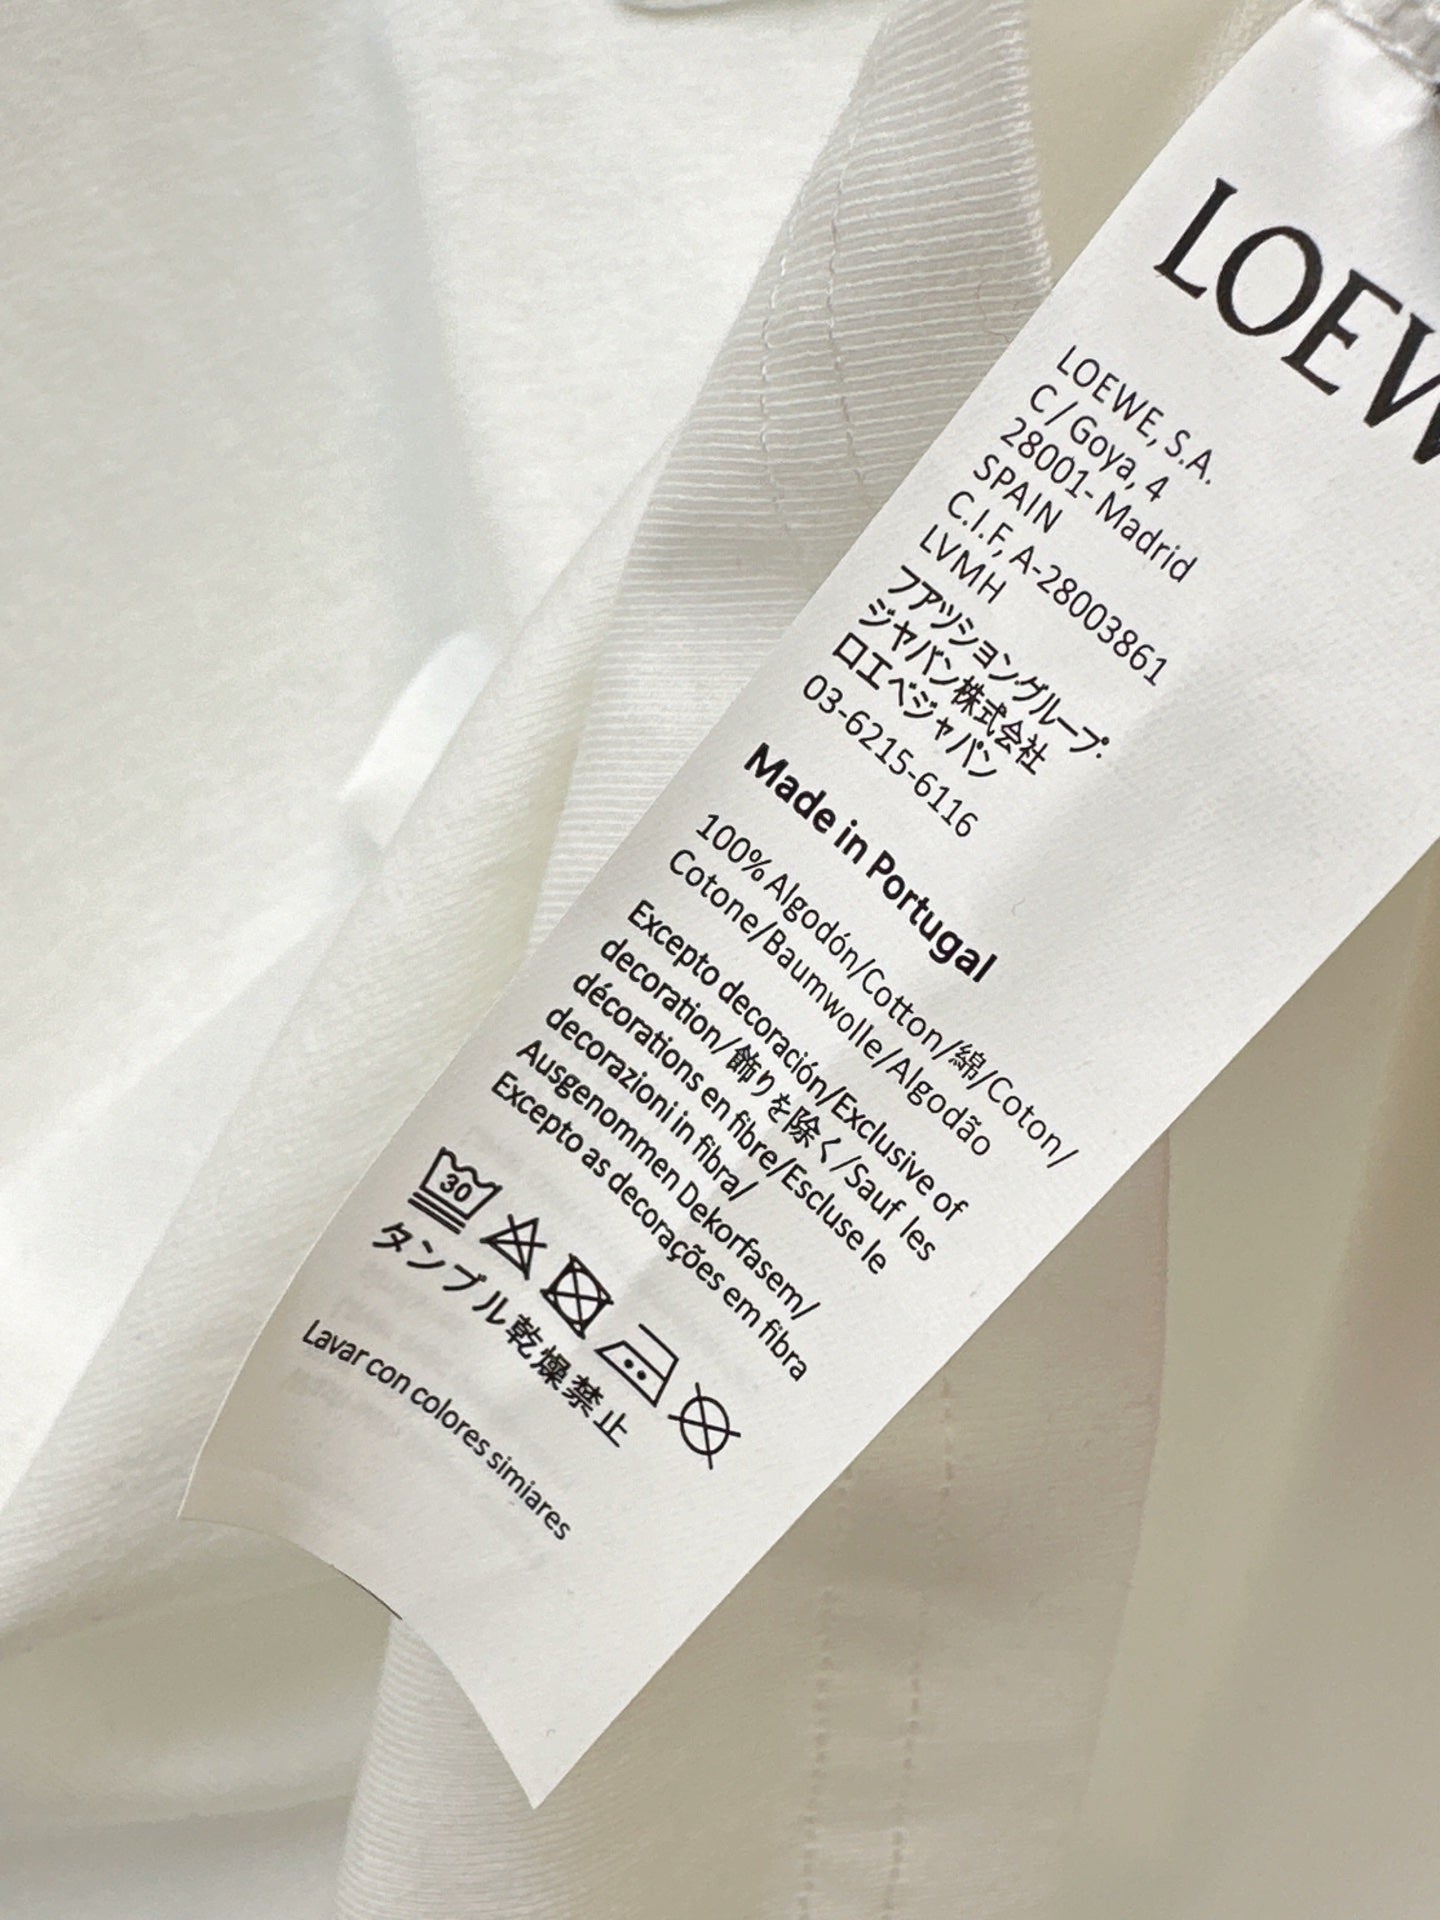 LOEW
LOEWE, S.A.
C/ Goya, 4
28001- Madrid
SPAIN
C.I.F, A-28003861
LVMH
フアツショングループ.
ジヤバン株式会社
ロエベジャパン
03-6215-6116
Made in Portugal
100% Algodón/Cotton/綿/Coton/
Cotone/Baumwolle/Algodão
Excepto decoración/Exclusive of
decoration/飾りを除く/Sauf les
décorations en fibre/Escluse le
decorazioni in fibra/
Ausgenommen Dekorfasem/
Excepto as decorações em fibra
30
タンブル乾燥禁止
Lavar con colores simiares